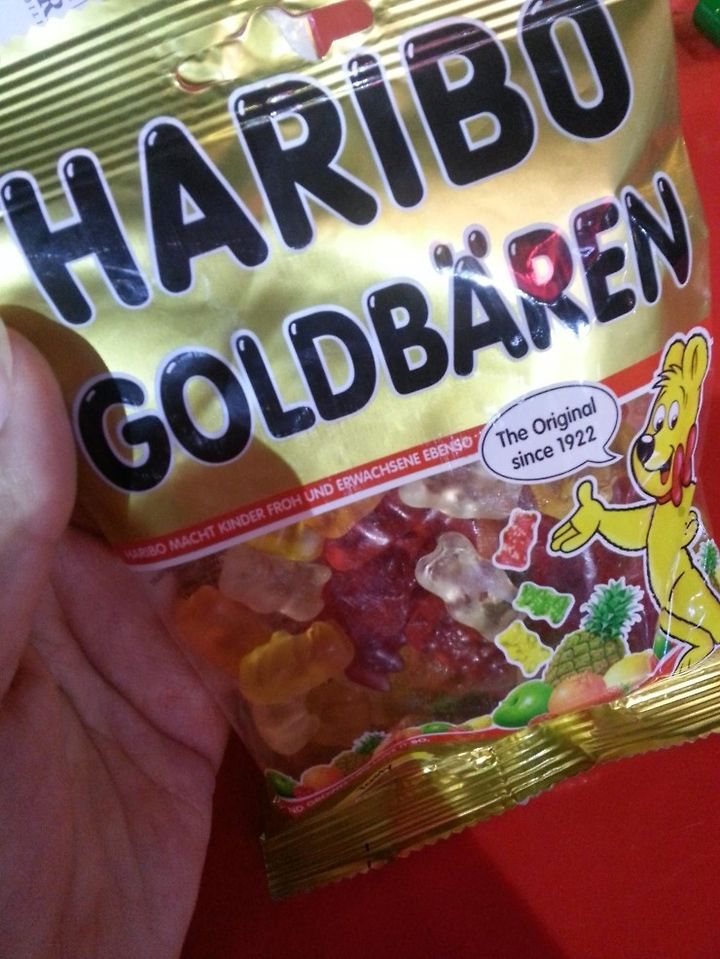 HARIBO
GOLDBÄREN
HARIBO MACHT KINDER FROH UND ERWACHSENE EBENSO
The Original
since 1922